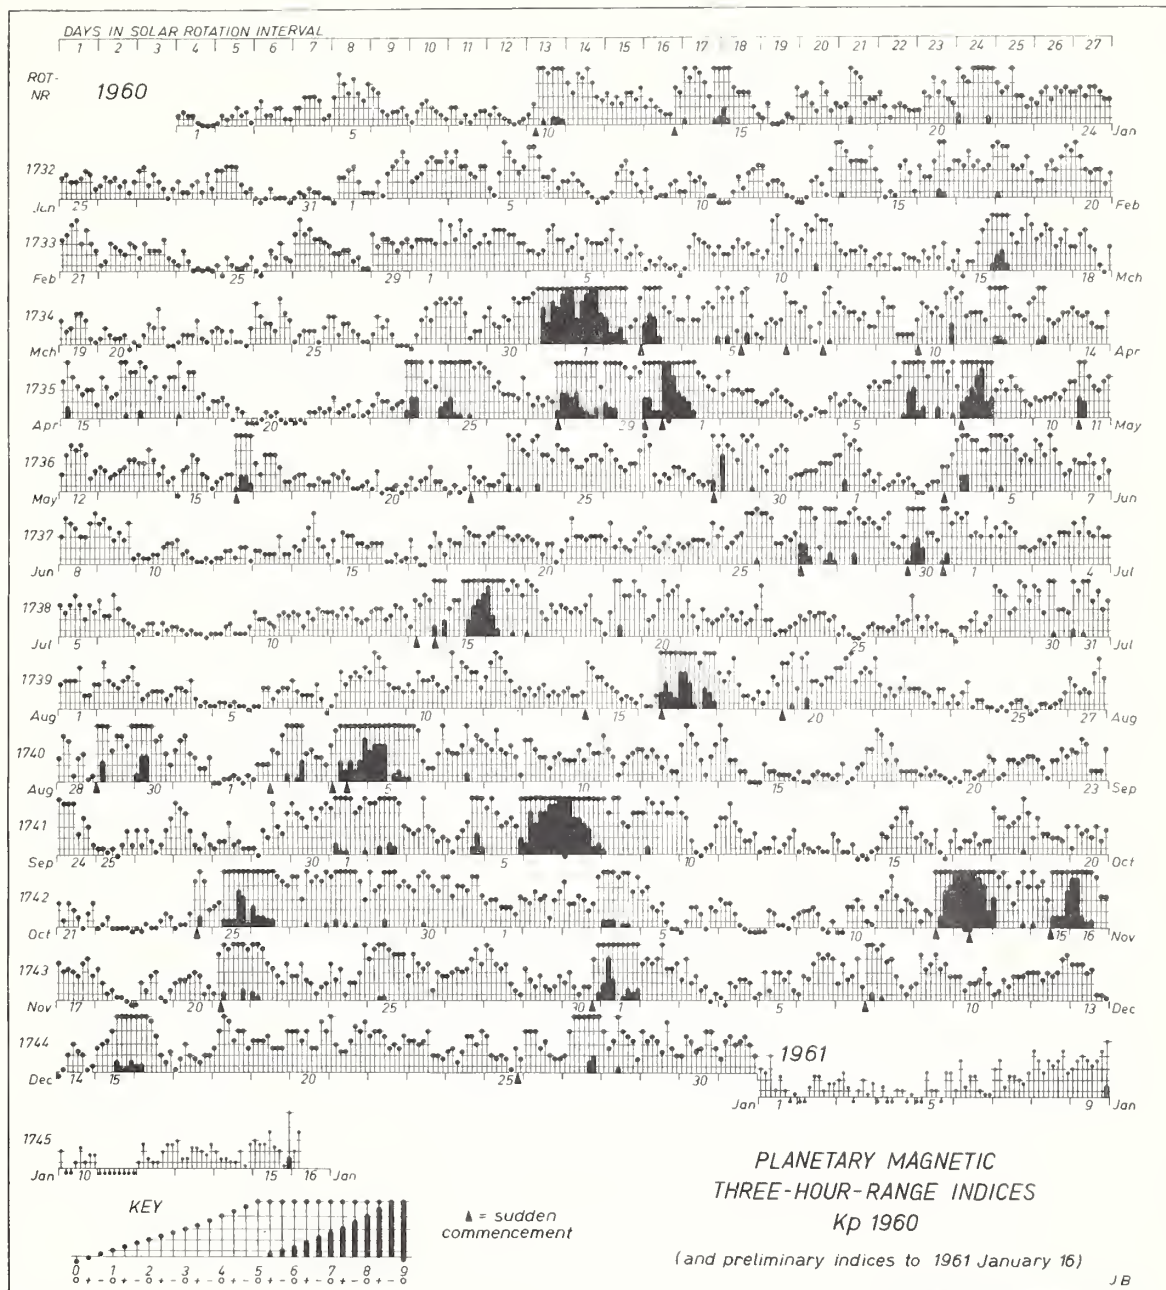 DAYS IN SOLAR ROTATION INTERVAL
1 2 3 4 5 6 7 8 9 10 11 12 13 14 15 16 17 18 19 20 21 22 23 24 25 26 27
ROT-NR 1960
1 5 10 15 20 24 Jan
1732
Jan 25 31 1 5 10 15 20 Feb
1733
Feb 21 25 29 1 5 10 15 18 Mch
1734
Mch 19 20 25 30 1 5 10 14 Apr
1735
Apr 15 20 25 29 1 5 10 11 May
1736
May 12 15 20 25 30 1 5 7 Jun
1737
Jun 8 10 15 20 25 30 1 4 Jul
1738
Jul 5 10 15 20 25 30 31 Jul
1739
Aug 1 5 10 15 20 25 27 Aug
1740
Aug 28 30 1 5 10 15 20 23 Sep
1741
Sep 24 25 30 1 5 10 15 20 Oct
1742
Oct 21 25 30 1 5 10 15 16 Nov
1743
Nov 17 20 25 30 1 5 10 13 Dec
1744 1961
Dec 14 15 20 25 30
Jan 1 5 9 Jan
1745
Jan 10 15 16 Jan
KEY
0 1 2 3 4 5 6 7 8 9
o + - o + - o + - o + - o + - o + - o + - o + - o + - o
▲ = sudden
commencement
PLANETARY MAGNETIC
THREE-HOUR-RANGE INDICES
Kp 1960
(and preliminary indices to 1961 January 16)
J B